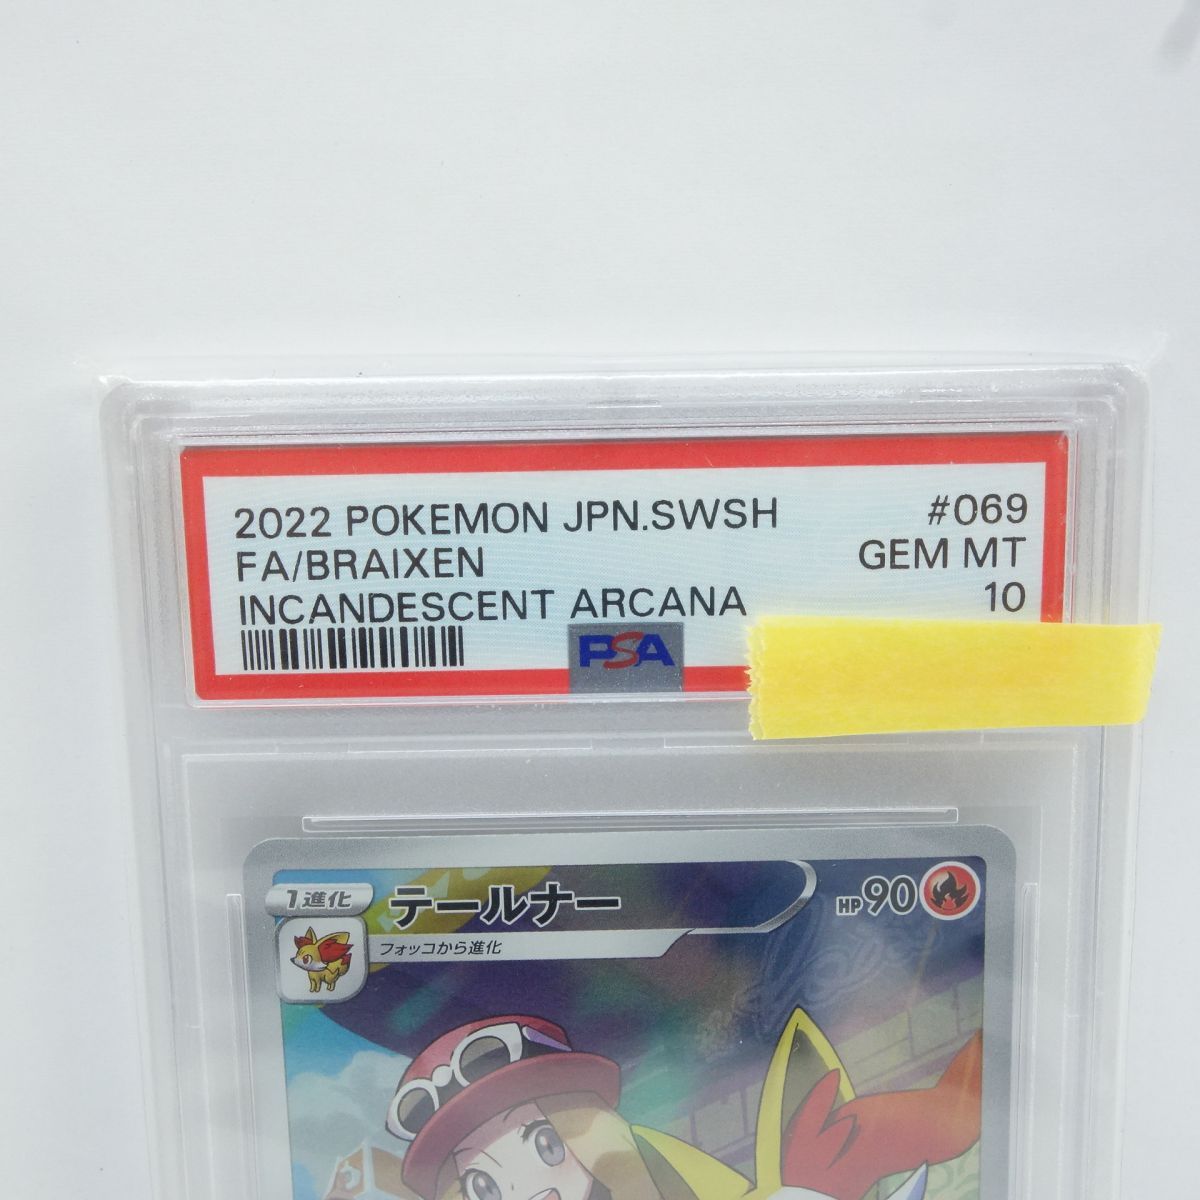 2022 POKEMON JPN.SWSH #069
FA/BRAIXEN GEM MT
INCANDESCENT ARCANA 10
PSA
1進化 テールナー HP90
フォッコから進化